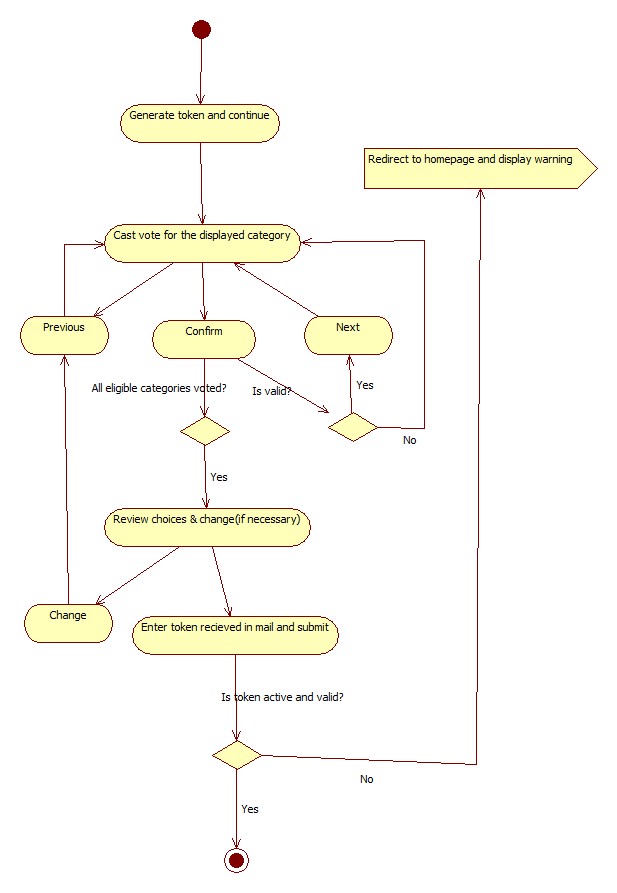 Generate token and continue
Redirect to homepage and display warning
Cast vote for the displayed category
Previous
Confirm
Next
All eligible categories voted?
Is valid?
Yes
No
Yes
Review choices & change(if necessary)
Change
Enter token recieved in mail and submit
Is token active and valid?
No
Yes